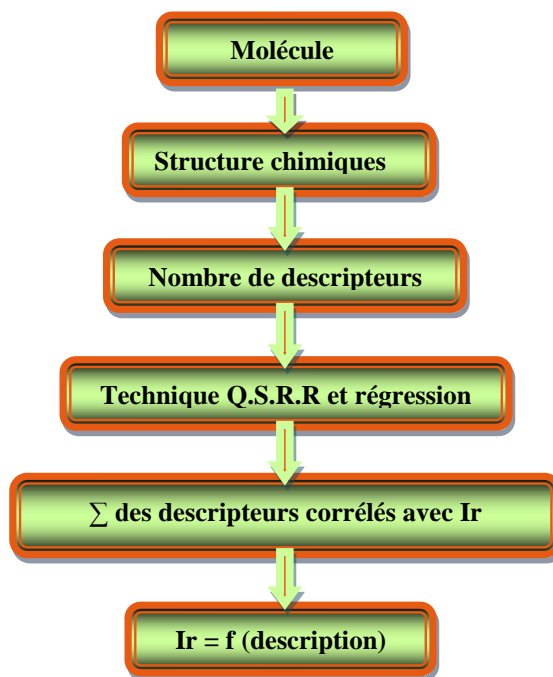 Molécule
Structure chimiques
Nombre de descripteurs
Technique Q.S.R.R et régression
∑ des descripteurs corrélés avec Ir
Ir = f (description)